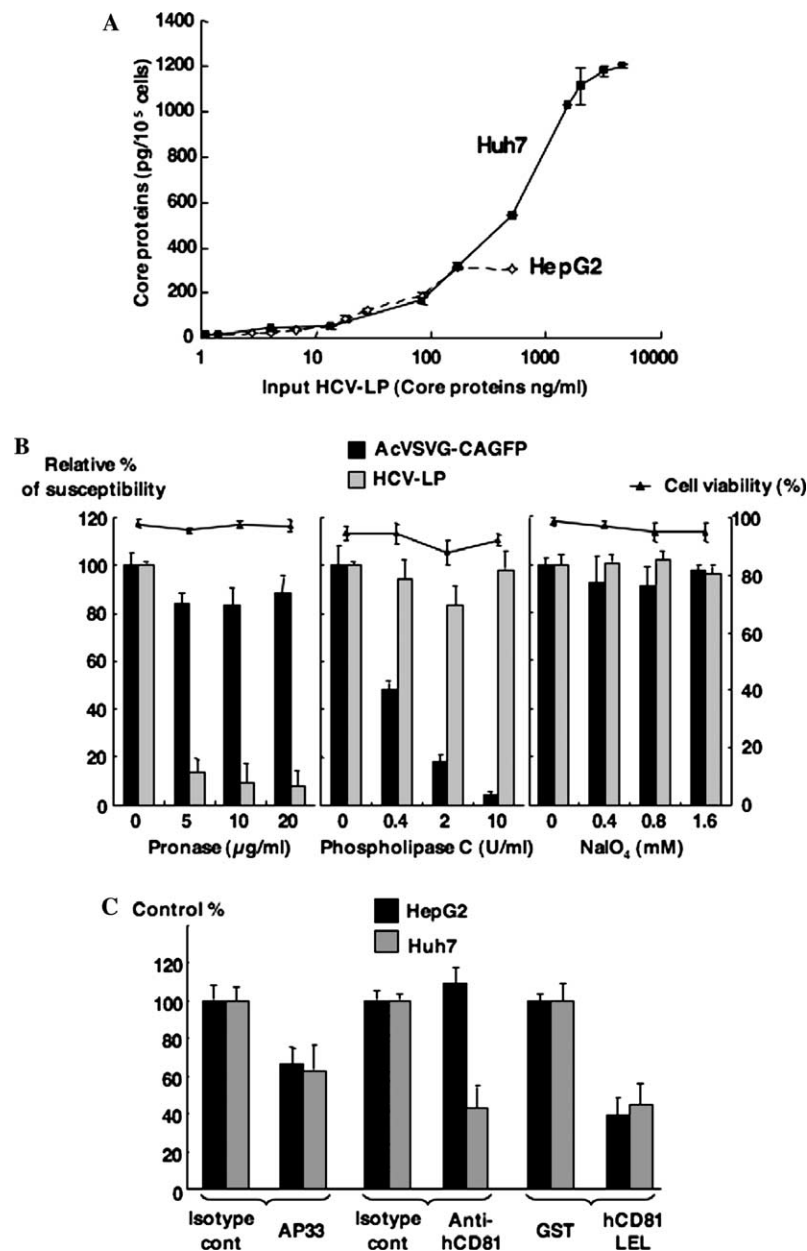 A
Core proteins (pg/10⁵ cells)
1400
1200
1000
800
600
400
200
0
Huh7
HepG2
1 10 100 1000 10000
Input HCV-LP (Core proteins ng/ml)
B
Relative %
of susceptibility
AcVSVG-CAGFP
HCV-LP
Cell viability (%)
120
100
80
60
40
20
0
100
80
60
40
20
0
0 5 10 20
Pronase (µg/ml)
0 0.4 2 10
Phospholipase C (U/ml)
0 0.4 0.8 1.6
NaIO₄ (mM)
C
Control %
HepG2
Huh7
120
100
80
60
40
20
0
Isotype
cont
AP33
Isotype
cont
Anti-
hCD81
GST
hCD81
LEL